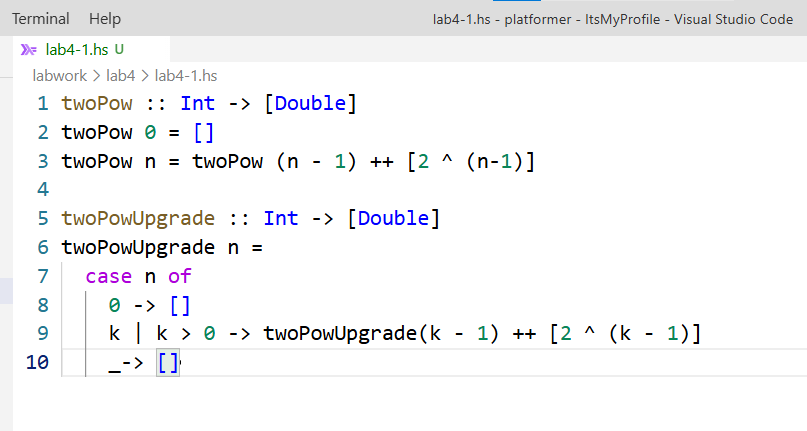 Terminal Help lab4-1.hs - platformer - ItsMyProfile - Visual Studio Code
lab4-1.hs U
labwork > lab4 > lab4-1.hs
1 twoPow :: Int -> [Double]
2 twoPow 0 = []
3 twoPow n = twoPow (n - 1) ++ [2 ^ (n-1)]
4
5 twoPowUpgrade :: Int -> [Double]
6 twoPowUpgrade n =
7   case n of
8     0 -> []
9     k | k > 0 -> twoPowUpgrade(k - 1) ++ [2 ^ (k - 1)]
10     _-> []